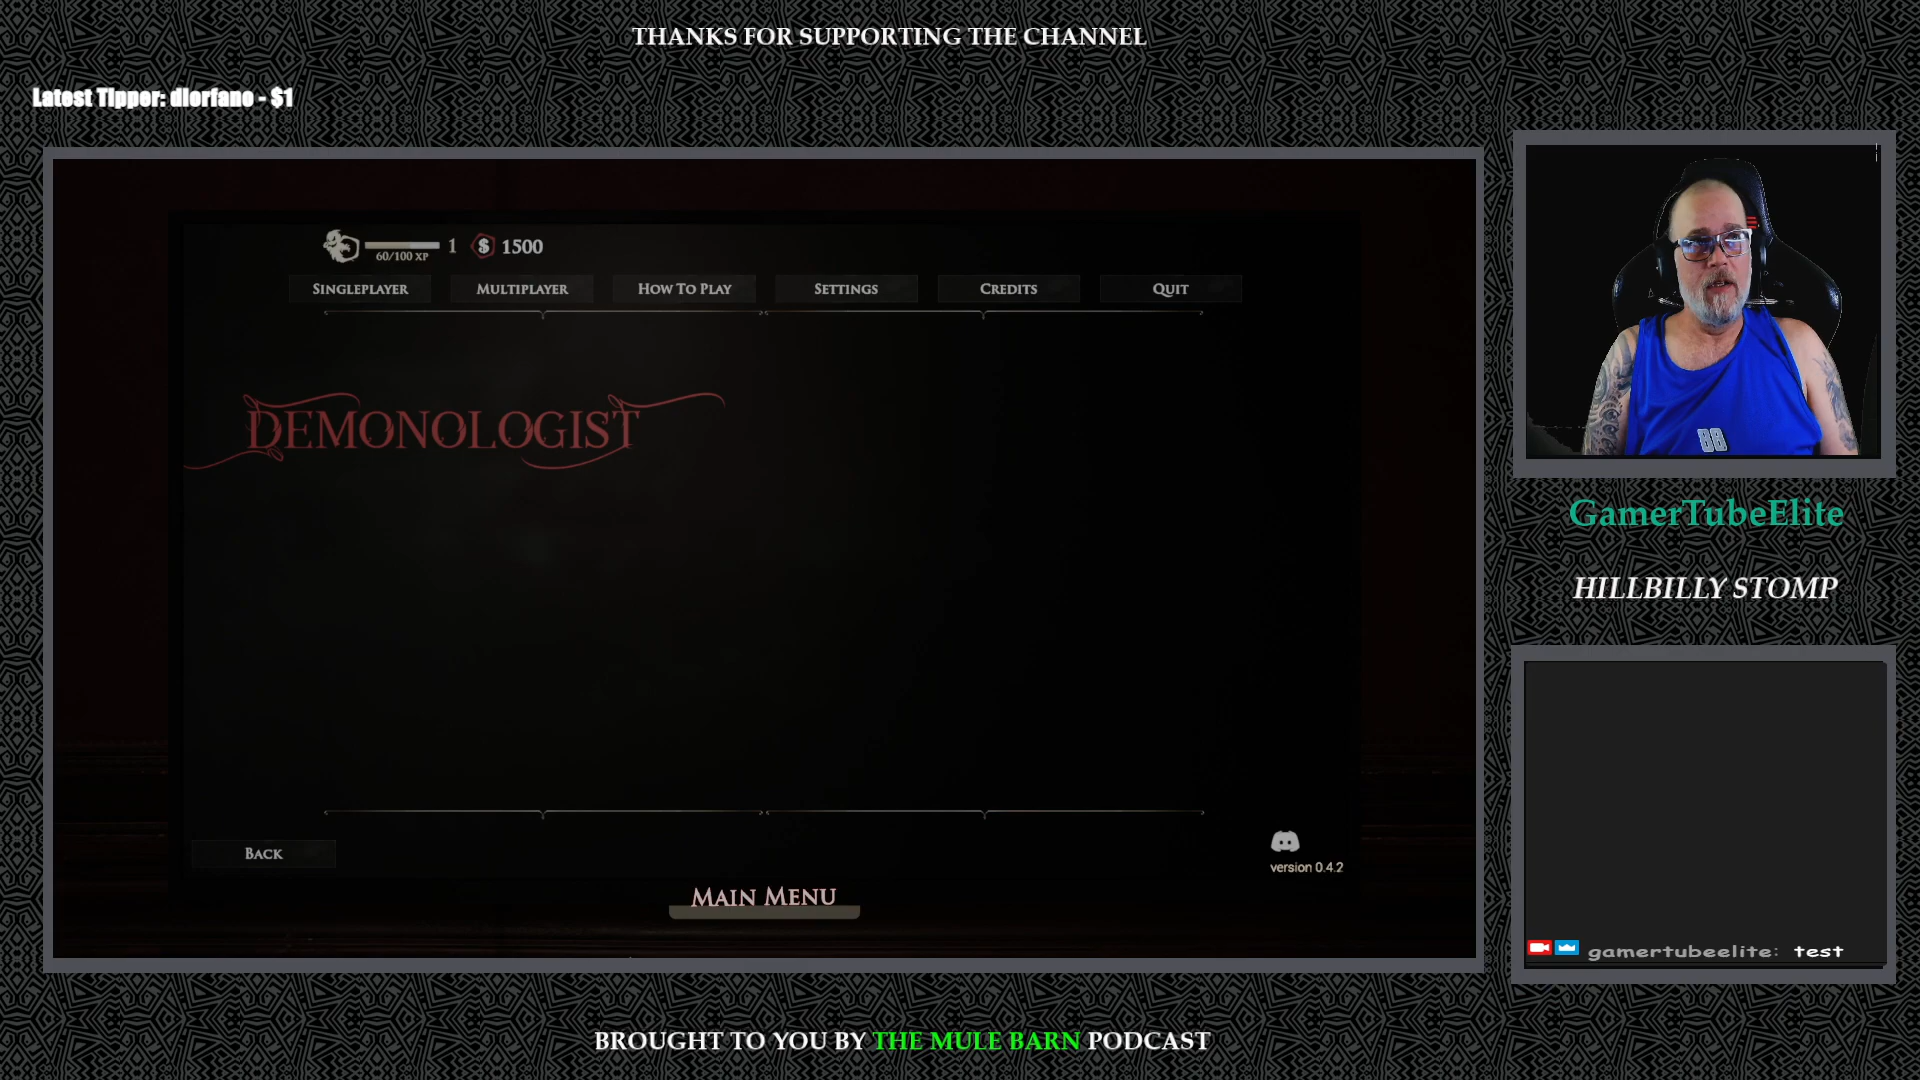 THANKS FOR SUPPORTING THE CHANNEL
Latest Tipper: dlorfano - $1
60/100 XP
1
$ 1500
SINGLEPLAYER
MULTIPLAYER
HOW TO PLAY
SETTINGS
CREDITS
QUIT
DEMONOLOGIST
BACK
version 0.4.2
MAIN MENU
88
GamerTubeElite
HILLBILLY STOMP
gamertubeelite: test
BROUGHT TO YOU BY THE MULE BARN PODCAST